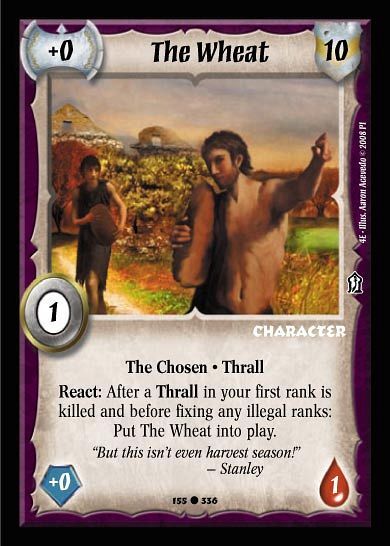 +0
The Wheat
10
4E • Illus. Aaron Acevedo © 2008 P1
1
CHARACTER
The Chosen • Thrall
React: After a Thrall in your first rank is
killed and before fixing any illegal ranks:
Put The Wheat into play.
"But this isn't even harvest season!"
– Stanley
+0
155 ● 336
1